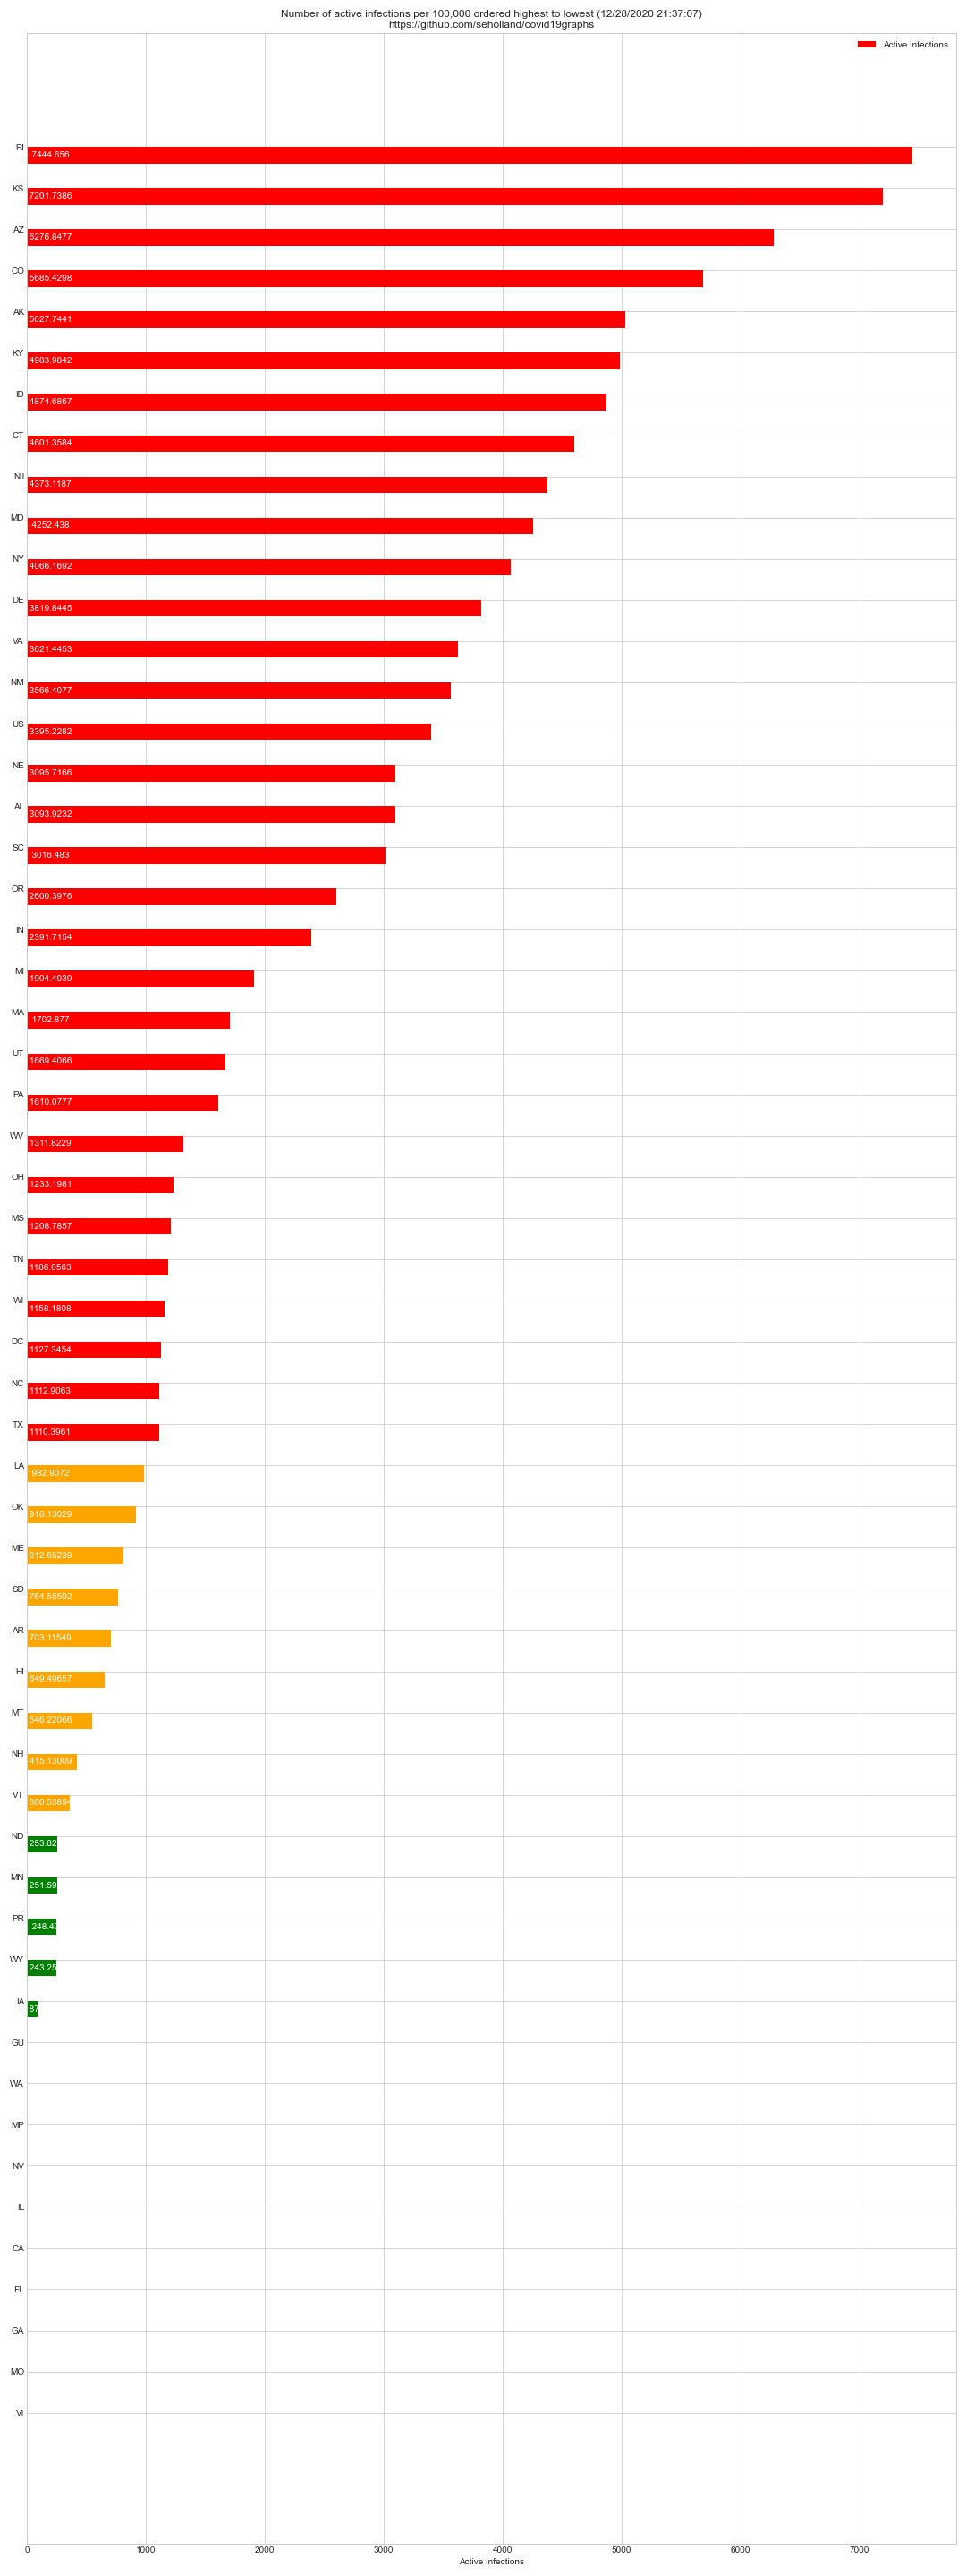 Number of active infections per 100,000 ordered highest to lowest (12/28/2020 21:37:07)
https://github.com/seholland/covid19graphs
Active Infections
RI 7444.656
KS 7201.7386
AZ 6276.8477
CO 5685.4298
AK 5027.7441
KY 4983.9842
ID 4874.6867
CT 4601.3584
NJ 4373.1187
MD 4252.438
NY 4066.1692
DE 3819.8445
VA 3621.4453
NM 3566.4077
US 3395.2282
NE 3095.7166
AL 3093.9232
SC 3016.483
OR 2600.3976
IN 2391.7154
MI 1904.4939
MA 1702.877
UT 1669.4066
PA 1610.0777
WV 1311.8229
OH 1233.1981
MS 1208.7857
TN 1186.0563
WI 1158.1808
DC 1127.3454
NC 1112.9063
TX 1110.3961
LA 982.9072
OK 916.13029
ME 812.65239
SD 764.55592
AR 703.11549
HI 649.49657
MT 546.22066
NH 415.13009
VT 360.53894
ND 253.82
MN 251.59
PR 248.47
WY 243.25
IA 87
GU
WA
MP
NV
IL
CA
FL
GA
MO
VI
0 1000 2000 3000 4000 5000 6000 7000
Active Infections